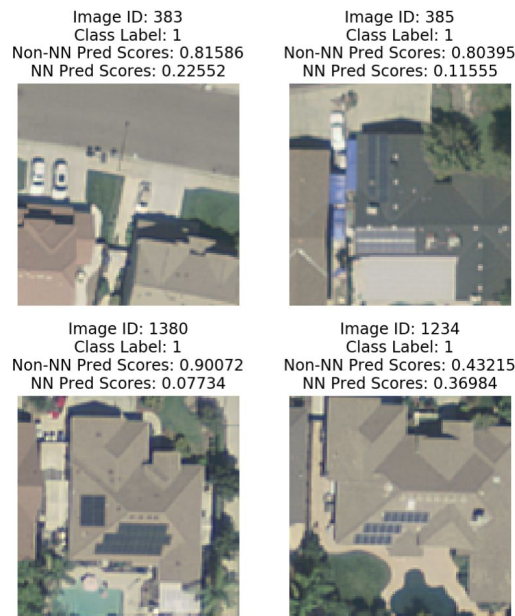 Image ID: 383
Class Label: 1
Non-NN Pred Scores: 0.81586
NN Pred Scores: 0.22552
Image ID: 385
Class Label: 1
Non-NN Pred Scores: 0.80395
NN Pred Scores: 0.11555
Image ID: 1380
Class Label: 1
Non-NN Pred Scores: 0.90072
NN Pred Scores: 0.07734
Image ID: 1234
Class Label: 1
Non-NN Pred Scores: 0.43215
NN Pred Scores: 0.36984